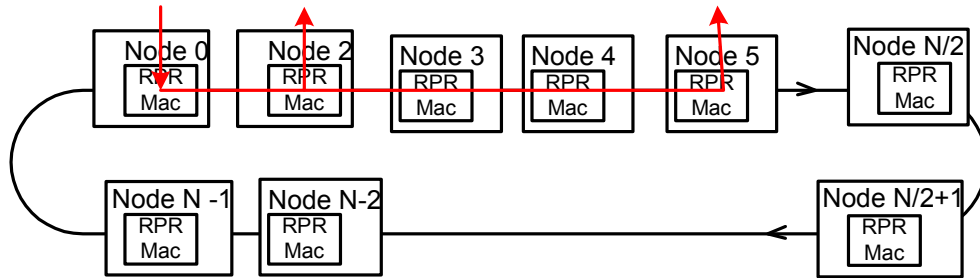 Node 0
RPR
Mac
Node 2
RPR
Mac
Node 3
RPR
Mac
Node 4
RPR
Mac
Node 5
RPR
Mac
Node N/2
RPR
Mac
Node N -1
RPR
Mac
Node N-2
RPR
Mac
Node N/2+1
RPR
Mac